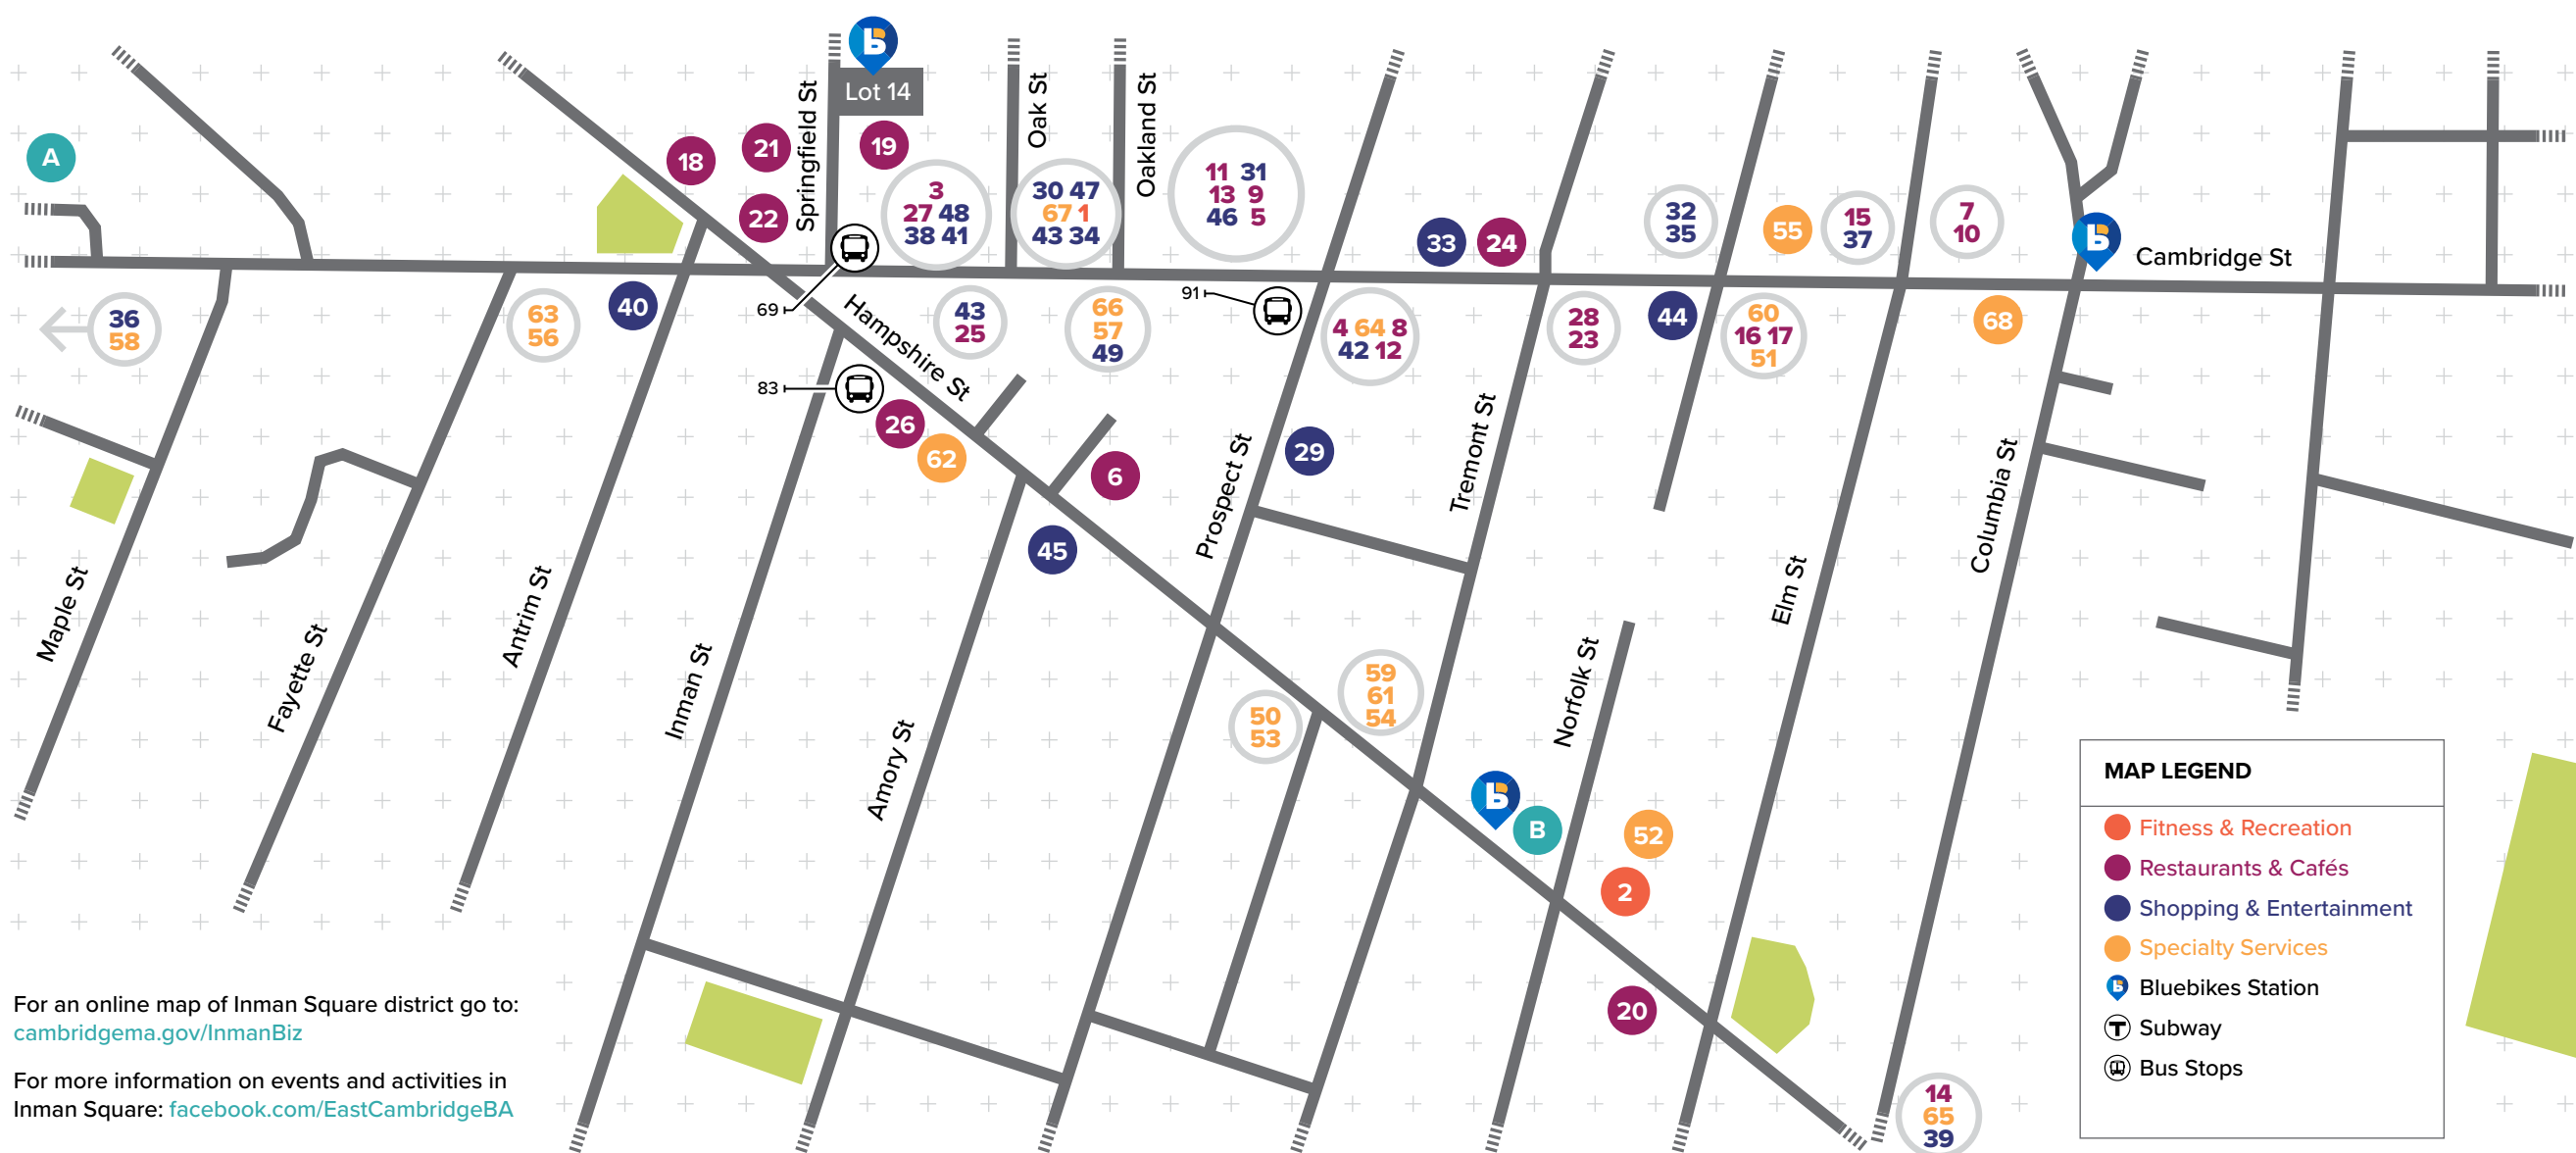 A
18
21
22
Springfield St
Lot 14
19
Oak St
Oakland St
3
27 48
38 41
30 47
67 1
43 34
11 31
13 9
46 5
33
24
32
35
55
15
37
7
10
Cambridge St
36
58
63
56
40
69
Hampshire St
43
25
66
57
49
91
4 64 8
42 12
28
23
44
60
16 17
51
68
83
26
62
6
45
29
Prospect St
Tremont St
Columbia St
Maple St
Fayette St
Antrim St
Inman St
Amory St
Norfolk St
Elm St
50
53
59
61
54
B
52
2
20
14
65
39
MAP LEGEND
Fitness & Recreation
Restaurants & Cafés
Shopping & Entertainment
Specialty Services
Bluebikes Station
T Subway
Bus Stops
For an online map of Inman Square district go to:
cambridgema.gov/InmanBiz
For more information on events and activities in
Inman Square: facebook.com/EastCambridgeBA